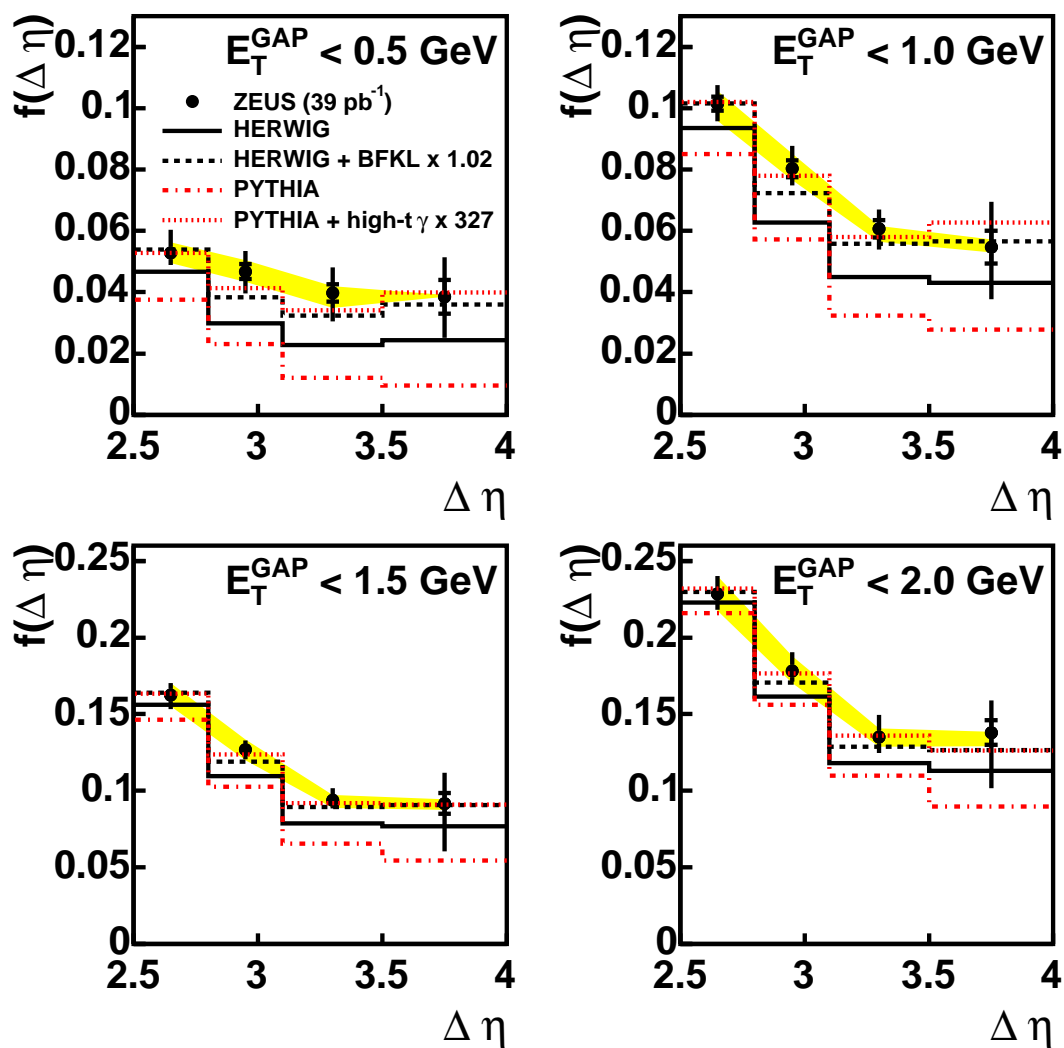 f(Δ η)
0.12
0.1
0.08
0.06
0.04
0.02
0
E_T^GAP < 0.5 GeV
ZEUS (39 pb⁻¹)
HERWIG
HERWIG + BFKL x 1.02
PYTHIA
PYTHIA + high-t γ x 327
2.5 3 3.5 4
Δ η
f(Δ η)
0.12
0.1
0.08
0.06
0.04
0.02
0
E_T^GAP < 1.0 GeV
2.5 3 3.5 4
Δ η
f(Δ η)
0.25
0.2
0.15
0.1
0.05
0
E_T^GAP < 1.5 GeV
2.5 3 3.5 4
Δ η
f(Δ η)
0.25
0.2
0.15
0.1
0.05
0
E_T^GAP < 2.0 GeV
2.5 3 3.5 4
Δ η